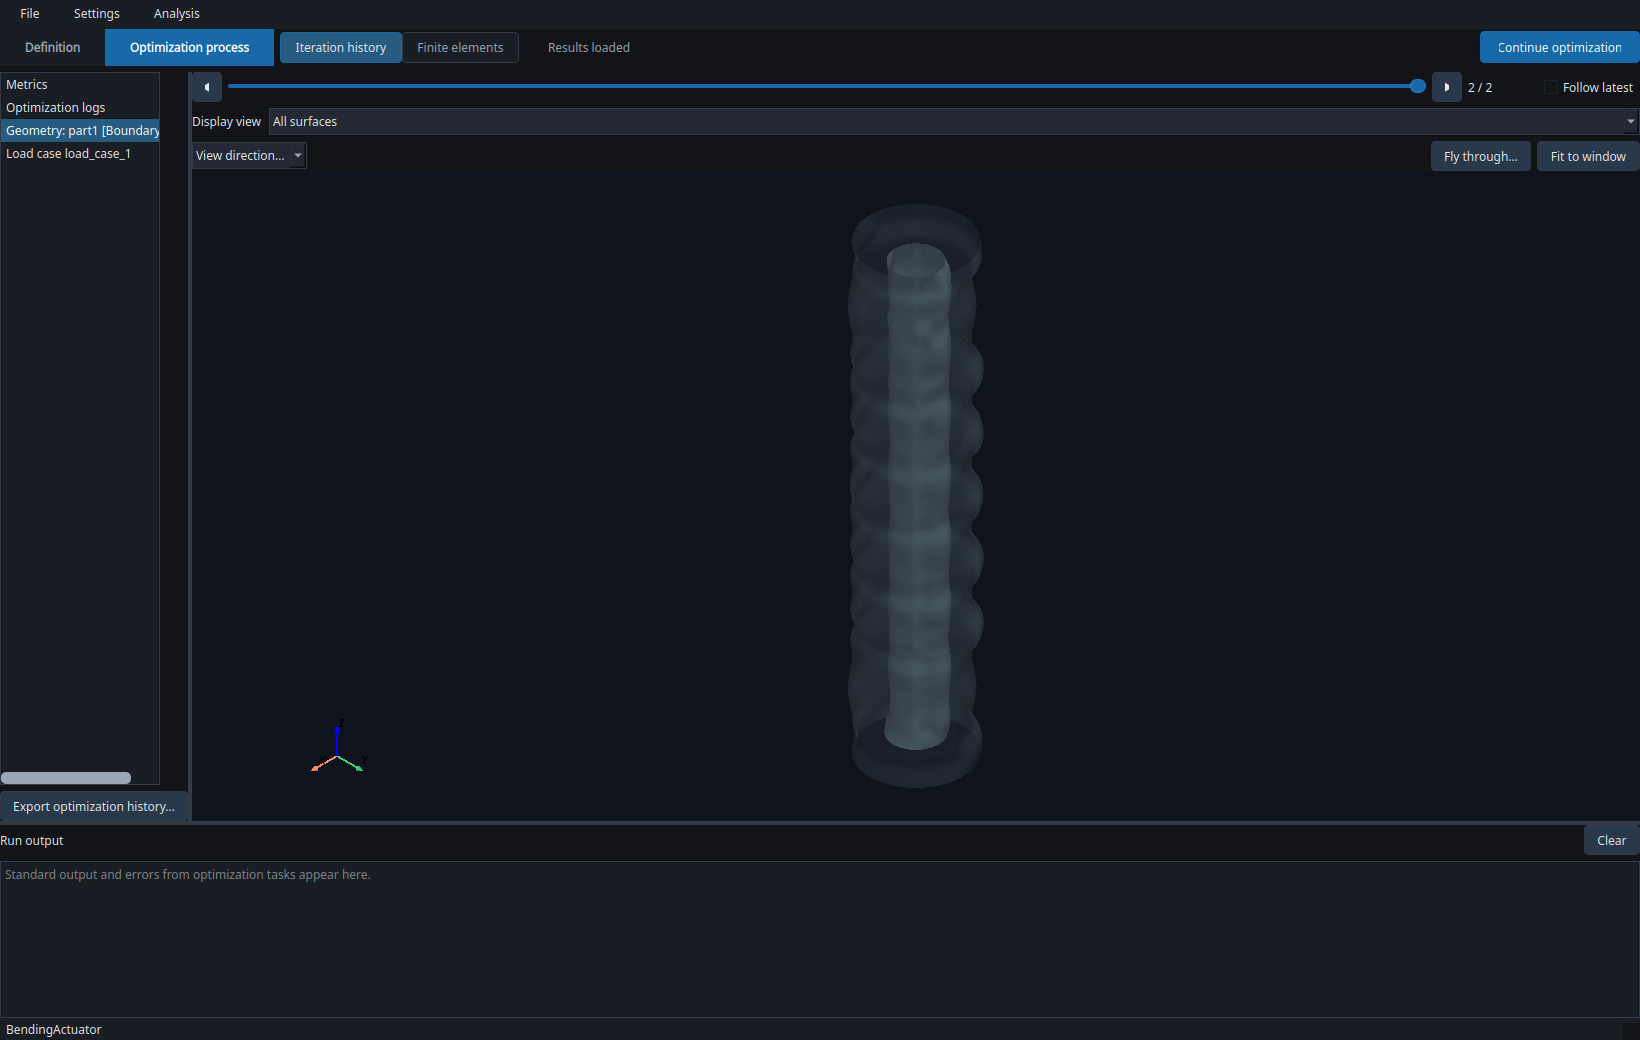 File Settings Analysis
Definition Optimization process Iteration history Finite elements Results loaded Continue optimization
Metrics
Optimization logs
Geometry: part1 [Boundary
Load case load_case_1
2 / 2 Follow latest
Display view All surfaces
View direction... Fly through... Fit to window
z
Export optimization history...
Run output Clear
Standard output and errors from optimization tasks appear here.
BendingActuator